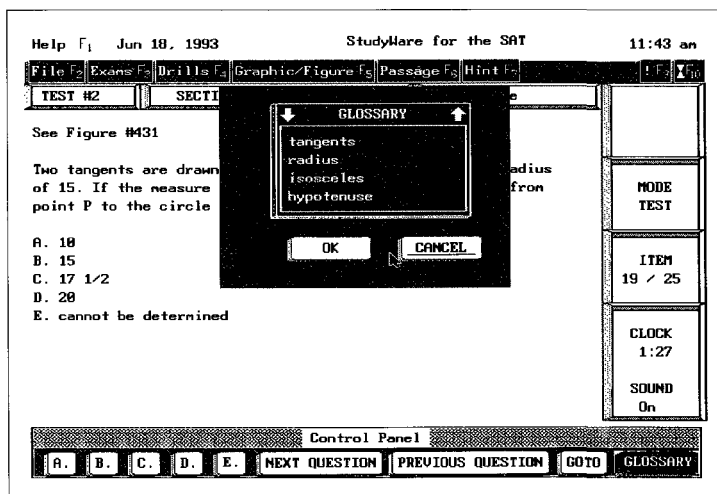 Help F1 Jun 18, 1993 StudyWare for the SAT 11:43 am
File F2 Exams F3 Drills F4 Graphic/Figure F5 Passage F6 Hint F7 F10
TEST #2 SECTI e
See Figure #431
Two tangents are drawn adius
of 15. If the measure from
point P to the circle
A. 10
B. 15
C. 17 1/2
D. 20
E. cannot be determined
GLOSSARY
tangents
radius
isosceles
hypotenuse
OK CANCEL
MODE
TEST
ITEM
19 / 25
CLOCK
1:27
SOUND
On
Control Panel
A. B. C. D. E. NEXT QUESTION PREVIOUS QUESTION GOTO GLOSSARY